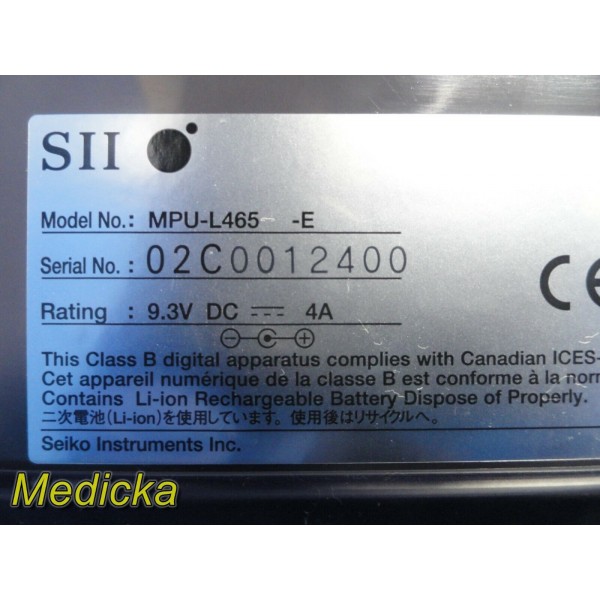 SII
Model No.: MPU-L465 -E
Serial No. : 02C0012400
CE
Rating : 9.3V DC 4A
This Class B digital apparatus complies with Canadian ICES-
Cet appareil numérique de la classe B est conforme à la norm
Contains Li-ion Rechargeable Battery Dispose of Properly.
二次電池(Li-ion)を使用しています。使用後はリサイクルへ。
Seiko Instruments Inc.
Medicka